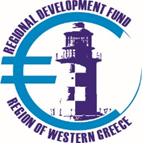 REGIONAL DEVELOPMENT FUND
REGION OF WESTERN GREECE